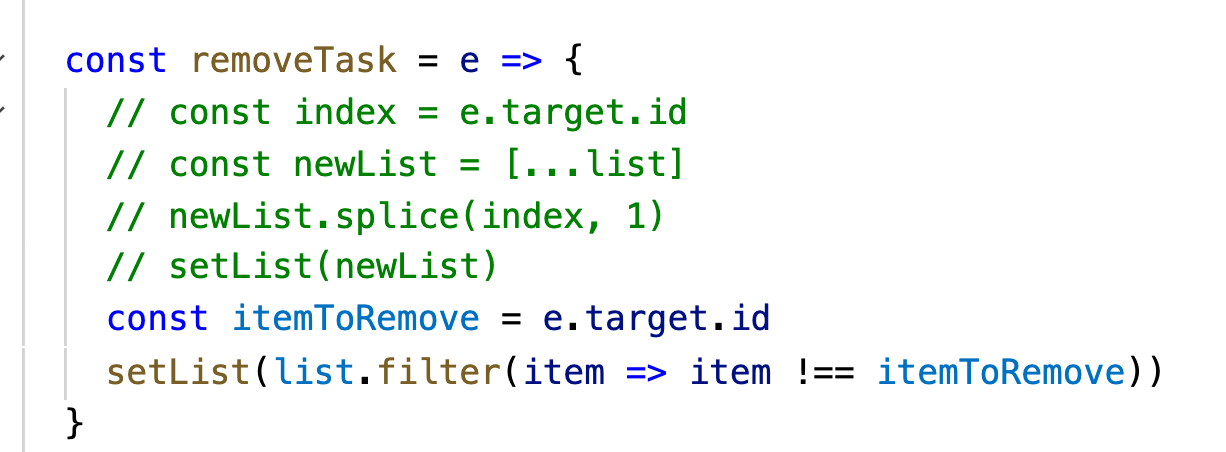 const removeTask = e => {
// const index = e.target.id
// const newList = [...list]
// newList.splice(index, 1)
// setList(newList)
const itemToRemove = e.target.id
setList(list.filter(item => item !== itemToRemove))
}